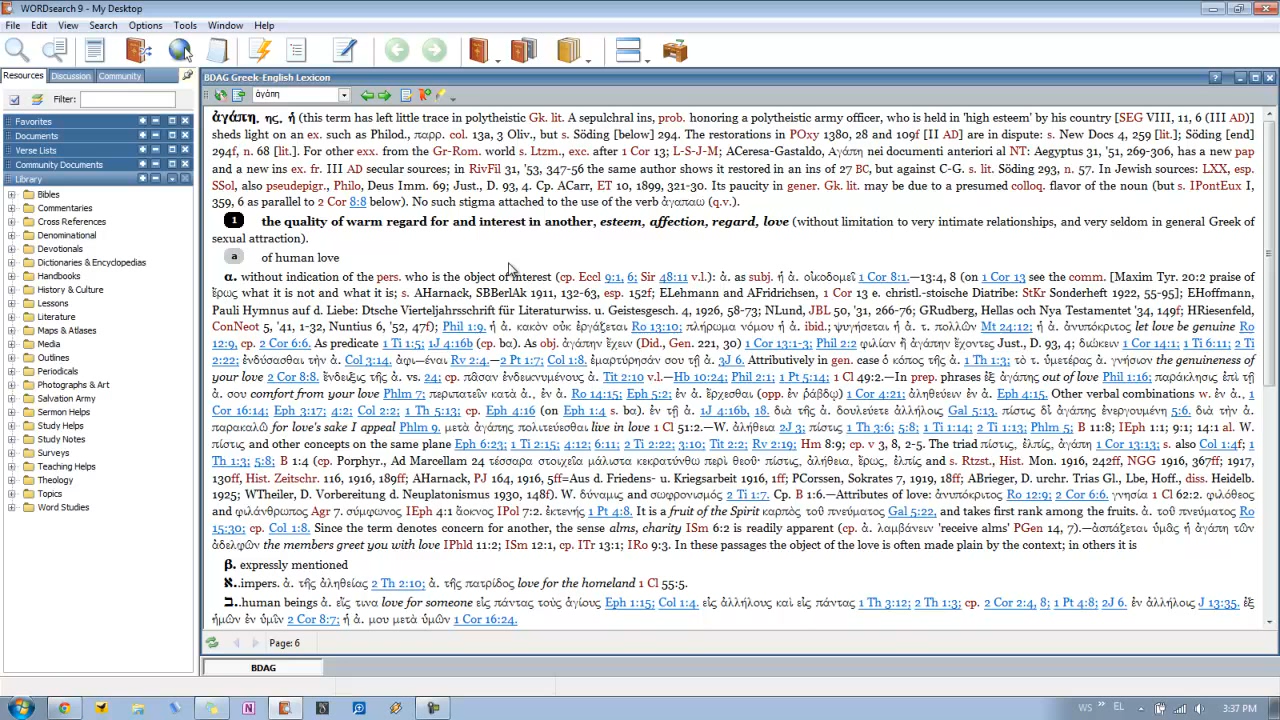 WORDsearch 9 - My Desktop
File Edit View Search Options Tools Window Help
Resources Discussion Community
Filter:
Favorites
Documents
Verse Lists
Community Documents
Library
Bibles
Commentaries
Cross References
Denominational
Devotionals
Dictionaries & Encyclopedias
Handbooks
History & Culture
Lessons
Literature
Maps & Atlases
Media
Outlines
Periodicals
Photographs & Art
Salvation Army
Sermon Helps
Study Helps
Study Notes
Surveys
Teaching Helps
Theology
Topics
Word Studies
BDAG Greek-English Lexicon
ἀγάπη
ἀγάπη, ης, ἡ (this term has left little trace in polytheistic Gk. lit. A sepulchral ins, prob. honoring a polytheistic army officer, who is held in 'high esteem' by his country [SEG VIII, 11, 6 (III AD)]
sheds light on an ex. such as Philod., παρρ. col. 13a, 3 Oliv., but s. Söding [below] 294. The restorations in POxy 1380, 28 and 109f [II AD] are in dispute: s. New Docs 4, 259 [lit.]; Söding [end]
294f, n. 68 [lit.]. For other exx. from the Gr-Rom. world s. Ltzm., exc. after 1 Cor 13; L-S-J-M; ACeresa-Gastaldo, Ἀγάπη nei documenti anteriori al NT: Aegyptus 31, '51, 269-306, has a new pap
and a new ins ex. fr. III AD secular sources; in RivFil 31, '53, 347-56 the same author shows it restored in an ins of 27 BC, but against C-G. s. lit. Söding 293, n. 57. In Jewish sources: LXX, esp.
SSol, also pseudepigr., Philo, Deus Imm. 69; Just., D. 93, 4. Cp. ACarr, ET 10, 1899, 321-30. Its paucity in gener. Gk. lit. may be due to a presumed colloq. flavor of the noun (but s. IPontEux I,
359, 6 as parallel to 2 Cor 8:8 below). No such stigma attached to the use of the verb ἀγαπάω (q.v.).
1 the quality of warm regard for and interest in another, esteem, affection, regard, love (without limitation to very intimate relationships, and very seldom in general Greek of
sexual attraction).
a of human love
α. without indication of the pers. who is the object of interest (cp. Eccl 9:1, 6; Sir 48:11 v.l.): ἀ. as subj. ἡ ἀ. οἰκοδομεῖ 1 Cor 8:1.—13:4, 8 (on 1 Cor 13 see the comm. [Maxim Tyr. 20:2 praise of
ἔρως what it is not and what it is; s. AHarnack, SBBerlAk 1911, 132-63, esp. 152f; ELehmann and AFridrichsen, 1 Cor 13 e. christl.-stoische Diatribe: StKr Sonderheft 1922, 55-95]; EHoffmann,
Pauli Hymnus auf d. Liebe: Dtsche Vierteljahrsschrift für Literaturwiss. u. Geistesgesch. 4, 1926, 58-73; NLund, JBL 50, '31, 266-76; GRudberg, Hellas och Nya Testamentet '34, 149f; HRiesenfeld,
ConNeot 5, '41, 1-32, Nuntius 6, '52, 47f); Phil 1:9. ἡ ἀ. κακὸν οὐκ ἐργάζεται Ro 13:10; πλήρωμα νόμου ἡ ἀ. ibid.; ψυγήσεται ἡ ἀ. τ. πολλῶν Mt 24:12; ἡ ἀ. ἀνυπόκριτος let love be genuine Ro
12:9, cp. 2 Cor 6:6. As predicate 1 Ti 1:5; 1J 4:16b (cp. 1 Cor 13:1-3; Phil 2:2 φιλίαν ἢ ἀγάπην ἔχοντες Just., D. 93, 4; διώκειν 1 Cor 14:1; 1 Ti 6:11; 2 Ti
2:22; ἐνδύσασθαι τὴν ἀ. Col 3:14. ἀφι—έναι Rv 2:4.—2 Pt 1:7; Col 1:8. ἐμαρτύρησάν σου τῇ ἀ. 3J 6. Attributively in gen. case ὁ κόπος τῆς ἀ. 1 Th 1:3; τὸ τ. ὑμετέρας ἀ. γνήσιον the genuineness of
your love 2 Cor 8:8. ἔνδειξις τῆς ἀ. vs. 24; cp. πᾶσαν ἐνδεικνυμένους ἀ. Tit 2:10 v.l.—Hb 10:24; Phil 2:1; 1 Pt 5:14; 1 Cl 49:2.—In prep. phrases ἐξ ἀγάπης out of love Phil 1:16; παράκλησις ἐπὶ τῇ
ἀ. σου comfort from your love Phlm 7; περιπατεῖν κατὰ ἀ. Ro 14:15; Eph 5:2; ἐν ἀ. ἔρχεσθαι (opp. ἐν ῥάβδῳ) 1 Cor 4:21; ἀληθεύειν ἐν ἀ. Eph 4:15. Other verbal combinations w. ἐν ἀ., 1
Cor 16:14; Eph 3:17; 4:2; Col 2:2; 1 Th 5:13; cp. Eph 4:16 (on Eph 1:4 s. bα). ἐν τῇ ἀ. 1J 4:16b, 18. διὰ τῆς ἀ. δουλεύετε ἀλλήλοις Gal 5:13. πίστις δι ἀγάπης ἐνεργουμένη 5:6. διὰ τὴν ἀ.
παρακαλῶ for love's sake I appeal Phlm 9. μετὰ ἀγάπης πολιτεύεσθαι live in love 1 Cl 51:2.—W. ἀλήθεια 2J 3; πίστις 1 Th 3:6; 5:8; 1 Ti 1:14; 2 Ti 1:13; Phlm 5; B 11:8; IEph 1:1; 9:1; 14:1 al. W.
πίστις and other concepts on the same plane Eph 6:23; 1 Ti 2:15; 4:12; 6:11; 2 Ti 2:22; 3:10; Tit 2:2; Rv 2:19; Hm 8:9; cp. v 3, 8, 2-5. The triad πίστις, ἐλπίς, ἀγάπη 1 Cor 13:13; s. also Col 1:4f; 1
Th 1:3; 5:8; B 1:4 (cp. Porphyr., Ad Marcellam 24 τέσσαρα στοιχεῖα μάλιστα κεκρατύνθω περὶ θεοῦ· πίστις, ἀλήθεια, ἔρως, ἐλπίς and s. Rtzst., Hist. Mon. 1916, 242ff, NGG 1916, 367ff; 1917,
130ff, Hist. Zeitschr. 116, 1916, 189ff; AHarnack, PJ 164, 1916, 5ff=Aus d. Friedens- u. Kriegsarbeit 1916, 1ff; PCorssen, Sokrates 7, 1919, 18ff; ABrieger, D. urchr. Trias Gl., Lbe, Hoff., diss. Heidelb.
1925; WTheiler, D. Vorbereitung d. Neuplatonismus 1930, 148f). W. δύναμις and σωφρονισμός 2 Ti 1:7. Cp. B 1:6.—Attributes of love: ἀνυπόκριτος Ro 12:9; 2 Cor 6:6. γνησία 1 Cl 62:2. φιλόθεος
and φιλάνθρωπος Agr 7. σύμφωνος IEph 4:1 ἄοκνος IPol 7:2. ἐκτενής 1 Pt 4:8. It is a fruit of the Spirit καρπὸς τοῦ πνεύματος Gal 5:22, and takes first rank among the fruits. ἀ. τοῦ πνεύματος Ro
15:30; cp. Col 1:8. Since the term denotes concern for another, the sense alms, charity ISm 6:2 is readily apparent (cp. ἀ. λαμβάνειν 'receive alms' PGen 14, 7).—ἀσπάζεται ὑμᾶς ἡ ἀγάπη τῶν
ἀδελφῶν the members greet you with love IPhld 11:2; ISm 12:1, cp. ITr 13:1; IRo 9:3. In these passages the object of the love is often made plain by the context; in others it is
β. expressly mentioned
א..impers. ἀ. τῆς ἀληθείας 2 Th 2:10; ἀ. τῆς πατρίδος love for the homeland 1 Cl 55:5.
ב..human beings ἀ. εἴς τινα love for someone εἰς πάντας τοὺς ἁγίους Eph 1:15; Col 1:4. εἰς ἀλλήλους καὶ εἰς πάντας 1 Th 3:12; 2 Th 1:3; cp. 2 Cor 2:4, 8; 1 Pt 4:8; 2J 6. ἐν ἀλλήλοις J 13:35. ἐξ
ἡμῶν ἐν ὑμῖν 2 Cor 8:7; ἡ ἀ. μου μετὰ ὑμῶν 1 Cor 16:24.
Page: 6
BDAG
WS EL 3:37 PM